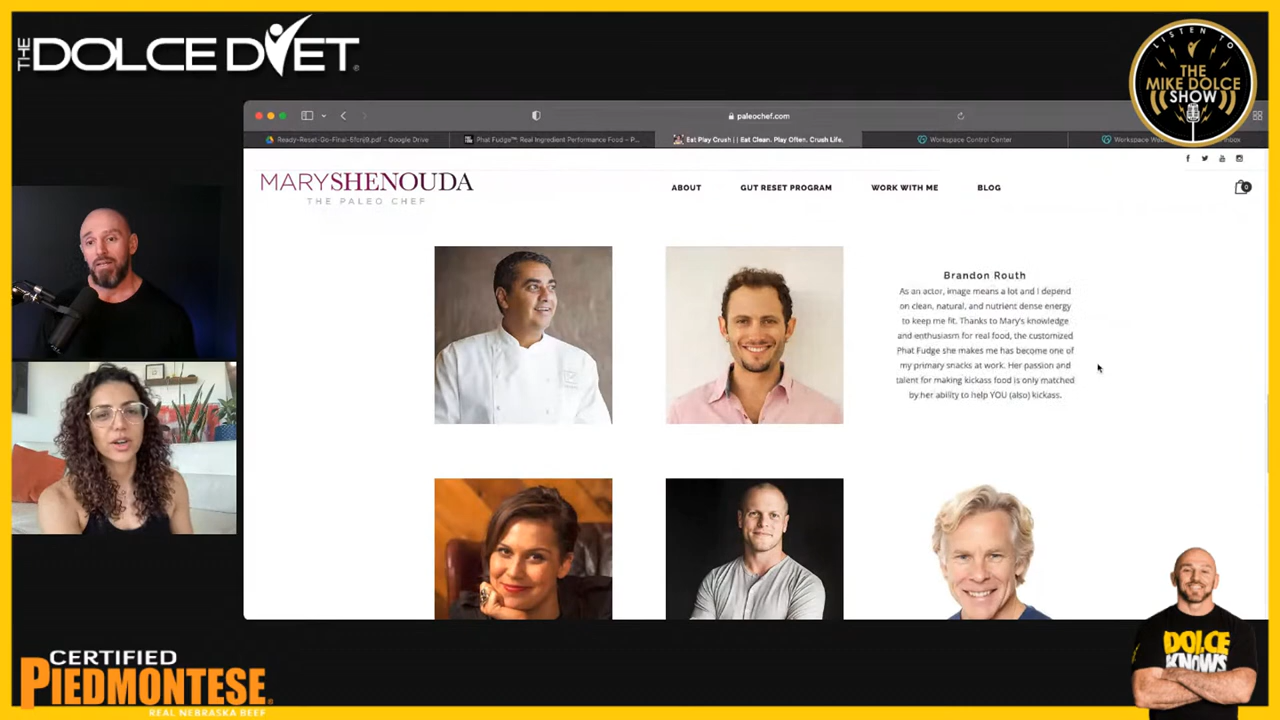 THE DOLCE DIET
LISTEN TO
THE
MIKE DOLCE
SHOW
paleochef.com
Ready-Reset-Go-Final-5fcnj9.pdf – Google Drive
Phat Fudge™ Real Ingredient Performance Food – P...
Eat Play Crush | | Eat Clean. Play Often. Crush Life.
Workspace Control Center
Workspace
Inbox
MARYSHENOUDA
THE PALEO CHEF
ABOUT
GUT RESET PROGRAM
WORK WITH ME
BLOG
0
Brandon Routh
As an actor, image means a lot and I depend
on clean, natural, and nutrient dense energy
to keep me fit. Thanks to Mary's knowledge
and enthusiasm for real food, the customized
Phat Fudge she makes me has become one of
my primary snacks at work. Her passion and
talent for making kickass food is only matched
by her ability to help YOU (also) kickass.
DOLCE
KNOWS
CERTIFIED
PIEDMONTESE®
REAL NEBRASKA BEEF